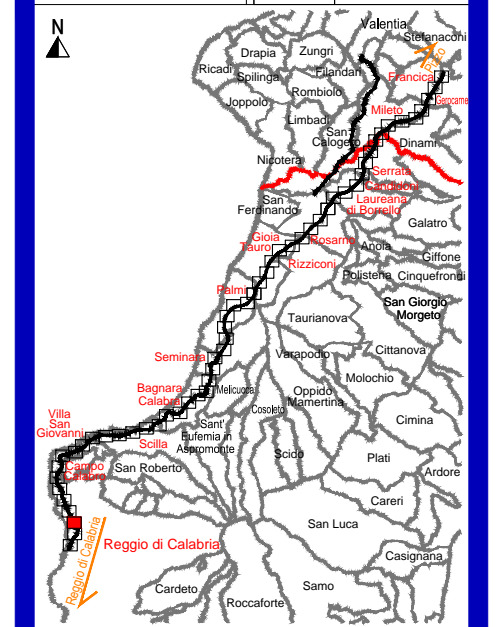 N
Valentia
Stefanaconi
Drapia
Zungri
Pizzo
Ricadi
Spilinga
Filandari
Francica
Joppolo
Rombiolo
Gerocarne
Limbadi
Mileto
San
Calogero
Dinami
Nicotera
Serrata
Candidoni
San
Ferdinando
Laureana
di Borrello
Galatro
Gioia
Tauro
Rosarno
Anoia
Giffone
Rizziconi
Polistena
Cinquefrondi
Palmi
San Giorgio
Morgeto
Taurianova
Seminara
Varapodio
Cittanova
Molochio
Bagnara
Calabra
Melicuccà
Oppido
Mamertina
Cosoleto
Cimina
Villa
San
Giovanni
Sant'
Eufemia in
Aspromonte
Scilla
Scido
Plati
Campo
Calabro
San Roberto
Ardore
Careri
San Luca
Reggio di Calabria
Reggio di Calabria
Casignana
Cardeto
Samo
Roccaforte